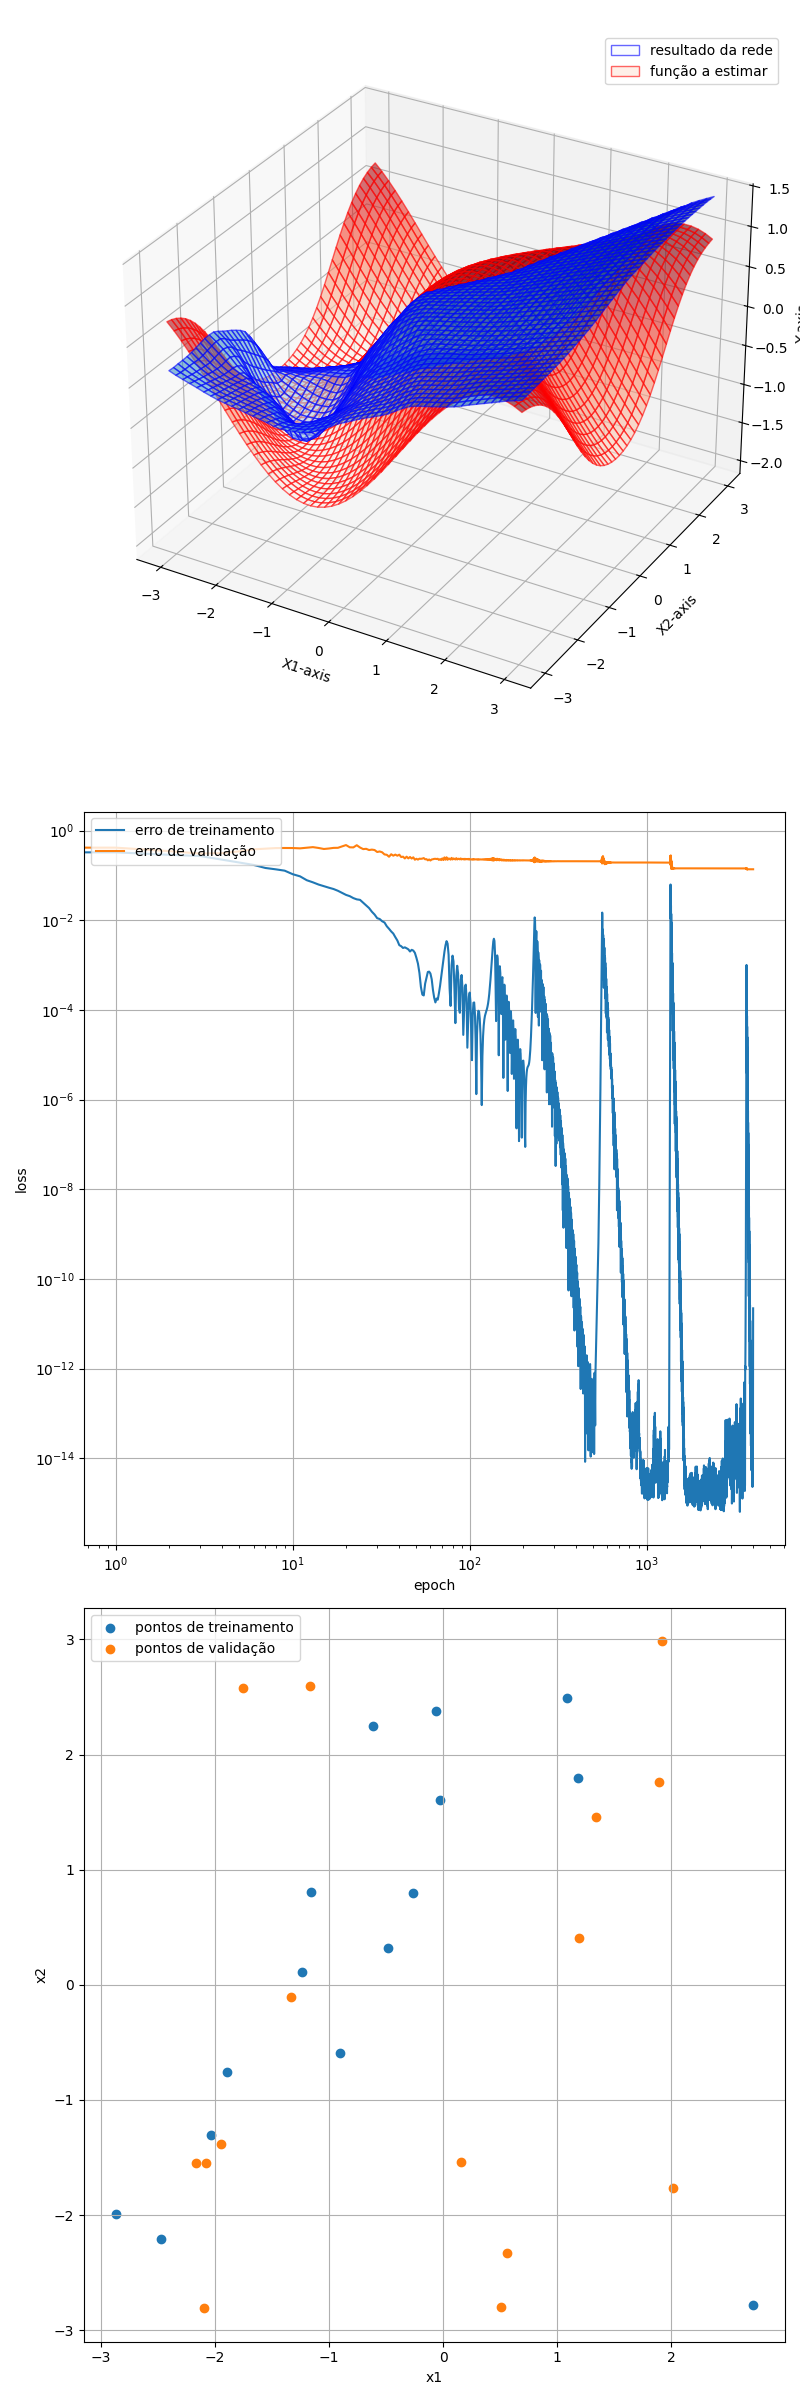 resultado da rede
função a estimar
1.5
1.0
0.5
0.0
−0.5
−1.0
−1.5
−2.0
3
2
1
0
−1
−2
−3
X2-axis
−3
−2
−1
0
1
2
3
X1-axis
erro de treinamento
erro de validação
10^0
10^−2
10^−4
10^−6
10^−8
10^−10
10^−12
10^−14
loss
10^0 10^1 10^2 10^3
epoch
pontos de treinamento
pontos de validação
3
2
1
0
−1
−2
−3
x2
−3 −2 −1 0 1 2
x1